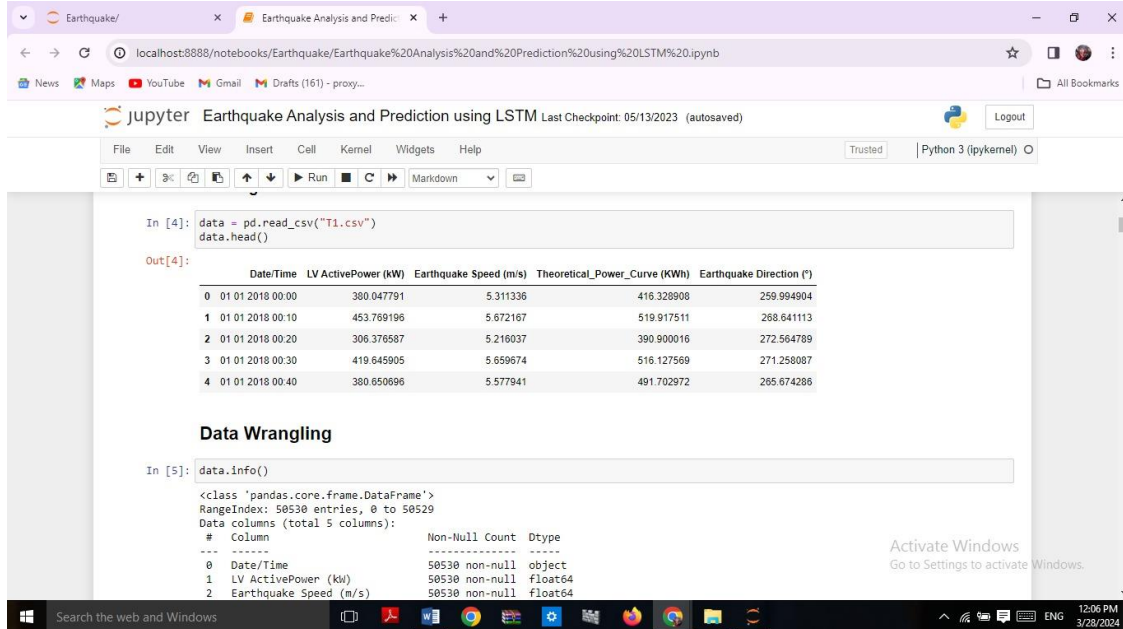 Earthquake/
Earthquake Analysis and Predic
localhost:8888/notebooks/Earthquake/Earthquake%20Analysis%20and%20Prediction%20using%20LSTM%20.ipynb
News Maps YouTube Gmail Drafts (161) - proxy... All Bookmarks
jupyter Earthquake Analysis and Prediction using LSTM Last Checkpoint: 05/13/2023 (autosaved) Logout
File Edit View Insert Cell Kernel Widgets Help Trusted Python 3 (ipykernel)
Run Markdown
In [4]: data = pd.read_csv("T1.csv")
data.head()
Out[4]:
Date/Time LV ActivePower (kW) Earthquake Speed (m/s) Theoretical_Power_Curve (KWh) Earthquake Direction (°)
0 01 01 2018 00:00 380.047791 5.311336 416.328908 259.994904
1 01 01 2018 00:10 453.769196 5.672167 519.917511 268.641113
2 01 01 2018 00:20 306.376587 5.216037 390.900016 272.564789
3 01 01 2018 00:30 419.645905 5.659674 516.127569 271.258087
4 01 01 2018 00:40 380.650696 5.577941 491.702972 265.674286
Data Wrangling
In [5]: data.info()
<class 'pandas.core.frame.DataFrame'>
RangeIndex: 50530 entries, 0 to 50529
Data columns (total 5 columns):
# Column Non-Null Count Dtype
--- ------ -------------- -----
0 Date/Time 50530 non-null object
1 LV ActivePower (kW) 50530 non-null float64
2 Earthquake Speed (m/s) 50530 non-null float64
Activate Windows
Go to Settings to activate Windows.
Search the web and Windows
ENG
12:06 PM
3/28/2024